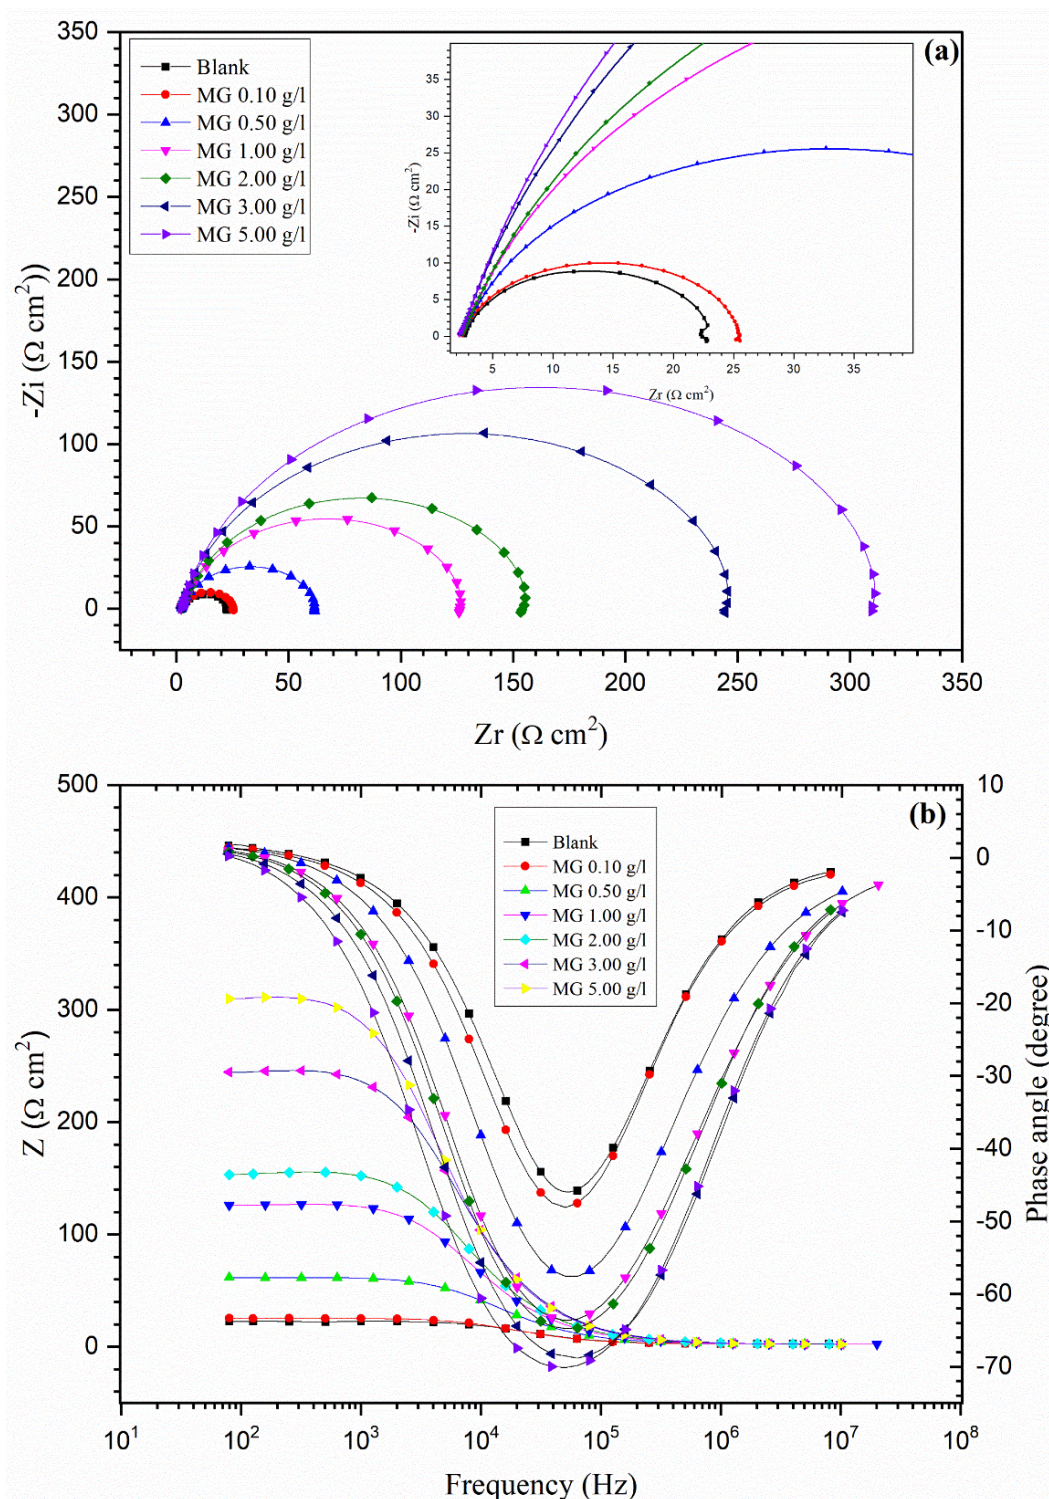 (a)
Blank
MG 0.10 g/l
MG 0.50 g/l
MG 1.00 g/l
MG 2.00 g/l
MG 3.00 g/l
MG 5.00 g/l
350
300
250
200
150
100
50
0
-Zi (Ω cm²))
35
30
25
20
15
10
5
0
-Zi (Ω cm²)
5 10 15 20 25 30 35
Zr (Ω cm²)
0 50 100 150 200 250 300 350
Zr (Ω cm²)
(b)
Blank
MG 0.10 g/l
MG 0.50 g/l
MG 1.00 g/l
MG 2.00 g/l
MG 3.00 g/l
MG 5.00 g/l
500
400
300
200
100
0
Z (Ω cm²)
10
0
-10
-20
-30
-40
-50
-60
-70
Phase angle (degree)
10¹ 10² 10³ 10⁴ 10⁵ 10⁶ 10⁷ 10⁸
Frequency (Hz)